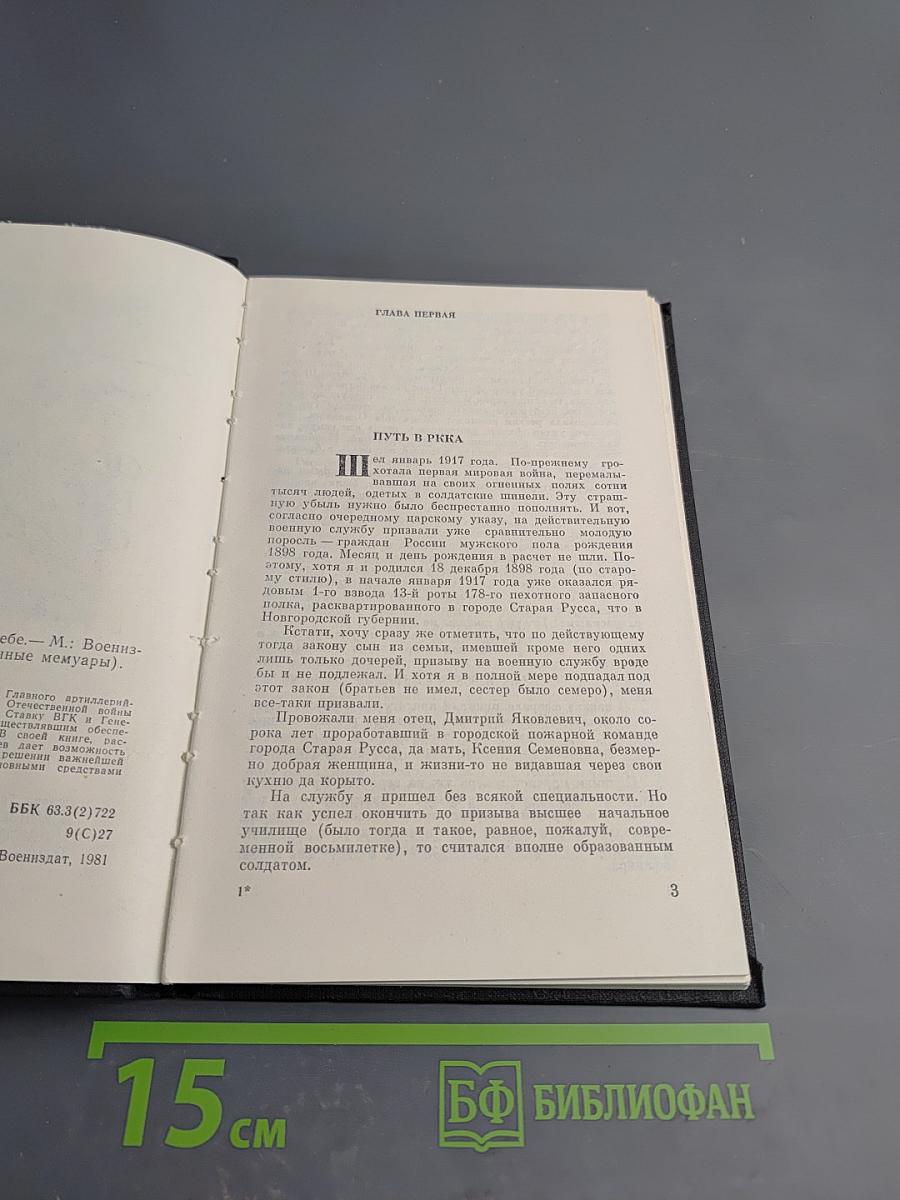 ебе.— М.: Воениз-
нные мемуары).
Главного артиллерий-
Отечественной войны
Ставку ВГК и Гене-
ществлявшим обеспе-
В своей книге, рас-
ев дает возможность
решении важнейшей
новными средствами
ББК 63.3(2)722
9(С)27
Воениздат, 1981
ГЛАВА ПЕРВАЯ
ПУТЬ В РККА
Шел январь 1917 года. По-прежнему гро-
хотала первая мировая война, перемалы-
вавшая на своих огненных полях сотни
тысяч людей, одетых в солдатские шинели. Эту страш-
ную убыль нужно было беспрестанно пополнять. И вот,
согласно очередному царскому указу, на действительную
военную службу призвали уже сравнительно молодую
поросль — граждан России мужского пола рождения
1898 года. Месяц и день рождения в расчет не шли. По-
этому, хотя я и родился 18 декабря 1898 года (по старо-
му стилю), в начале января 1917 года уже оказался ря-
довым 1-го взвода 13-й роты 178-го пехотного запасного
полка, расквартированного в городе Старая Русса, что в
Новгородской губернии.
Кстати, хочу сразу же отметить, что по действующему
тогда закону сын из семьи, имевшей кроме него одних
лишь только дочерей, призыву на военную службу вроде
бы и не подлежал. И хотя я в полной мере подпадал под
этот закон (братьев не имел, сестер было семеро), меня
все-таки призвали.
Провожали меня отец, Дмитрий Яковлевич, около со-
рока лет проработавший в городской пожарной команде
города Старая Русса, да мать, Ксения Семеновна, безмер-
но добрая женщина, и жизни-то не видавшая через свои
кухню да корыто.
На службу я пришел без всякой специальности. Но
так как успел окончить до призыва высшее начальное
училище (было тогда и такое, равное, пожалуй, совре-
менной восьмилетке), то считался вполне образованным
солдатом.
1*
3
15 см
БФ БИБЛИОФАН